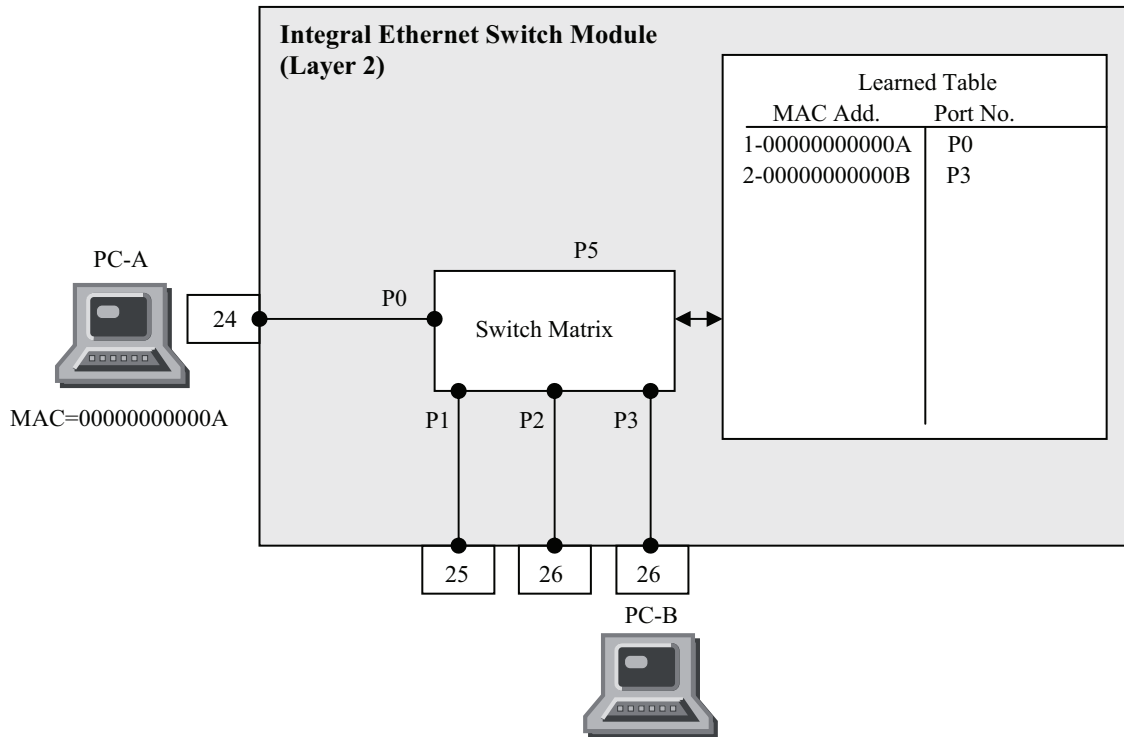 Integral Ethernet Switch Module
(Layer 2)
Learned Table
MAC Add. Port No.
1-00000000000A P0
2-00000000000B P3
PC-A
MAC=00000000000A
24
P0
P5
Switch Matrix
P1 P2 P3
25 26 26
PC-B